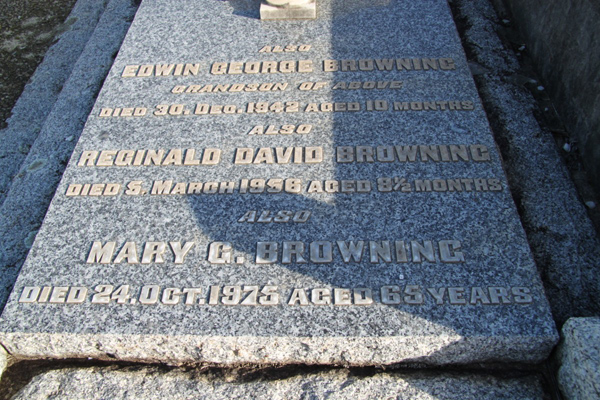 ALSO
EDWIN GEORGE BROWNING
GRANDSON OF ABOVE
DIED 30. DEC. 1942 AGED 10 MONTHS
ALSO
REGINALD DAVID BROWNING
DIED 5. MARCH 1936 AGED 8½ MONTHS
ALSO
MARY G. BROWNING
DIED 24. OCT. 1975 AGED 65 YEARS